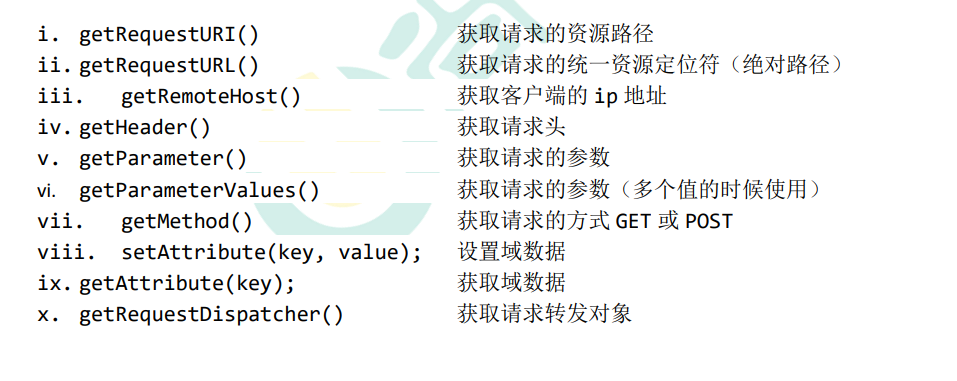 i. getRequestURI() 获取请求的资源路径
ii. getRequestURL() 获取请求的统一资源定位符（绝对路径）
iii. getRemoteHost() 获取客户端的 ip 地址
iv. getHeader() 获取请求头
v. getParameter() 获取请求的参数
vi. getParameterValues() 获取请求的参数（多个值的时候使用）
vii. getMethod() 获取请求的方式 GET 或 POST
viii. setAttribute(key, value); 设置域数据
ix. getAttribute(key); 获取域数据
x. getRequestDispatcher() 获取请求转发对象